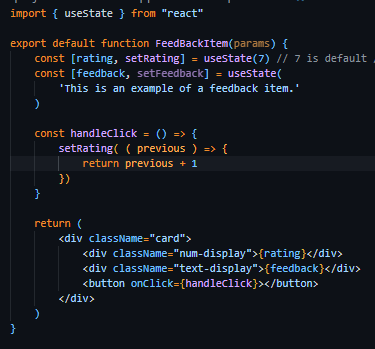 import { useState } from "react"
export default function FeedBackItem(params) {
const [rating, setRating] = useState(7) // 7 is default
const [feedback, setFeedback] = useState(
'This is an example of a feedback item.'
)
const handleClick = () => {
setRating( ( previous ) => {
return previous + 1
})
}
return (
<div className="card">
<div className="num-display">{rating}</div>
<div className="text-display">{feedback}</div>
<button onClick={handleClick}></button>
</div>
)
}